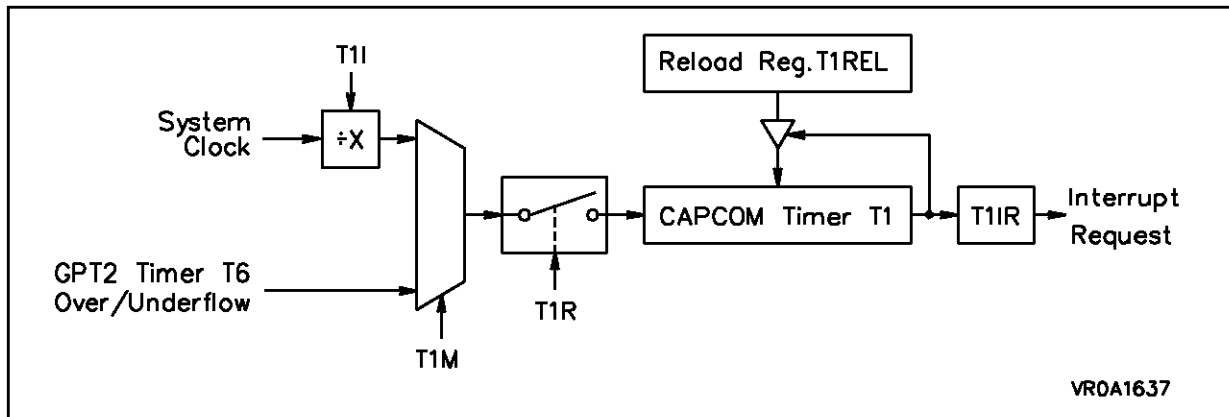 T1I
Reload Reg. T1REL
System
Clock
÷X
CAPCOM Timer T1
T1IR
Interrupt
Request
GPT2 Timer T6
Over/Underflow
T1R
T1M
VR0A1637